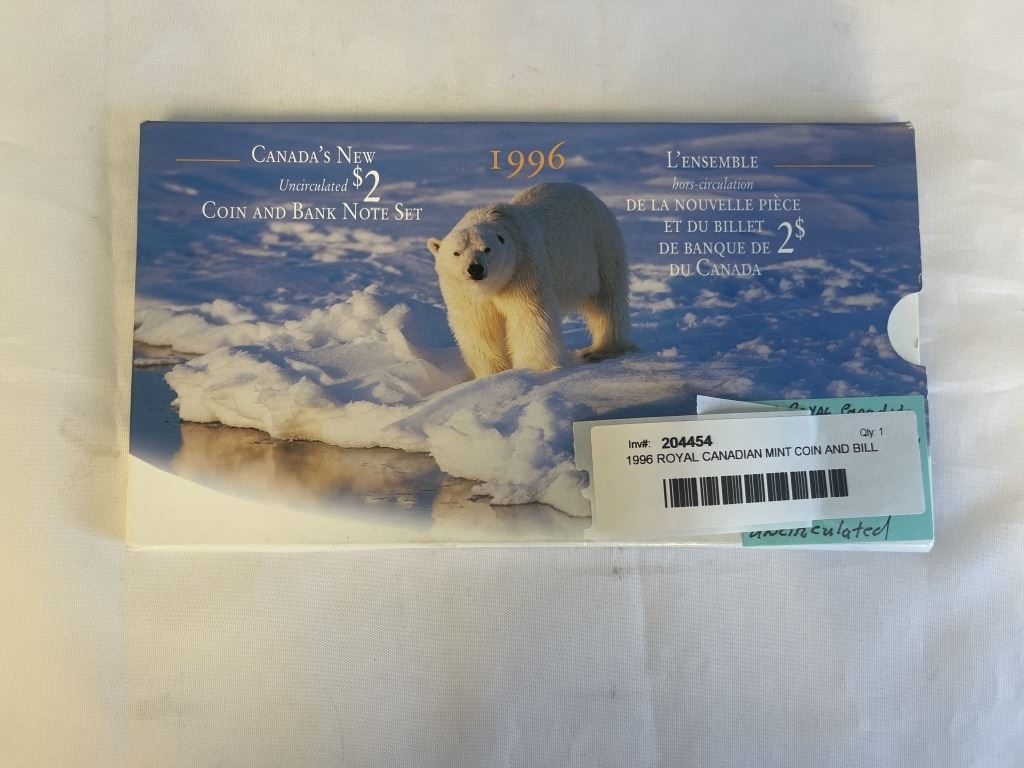 1996
CANADA'S NEW
Uncirculated $2
COIN AND BANK NOTE SET
L'ENSEMBLE
hors-circulation
DE LA NOUVELLE PIÈCE
ET DU BILLET
DE BANQUE DE 2$
DU CANADA
Royal
Inv#: 204454 Qty: 1
1996 ROYAL CANADIAN MINT COIN AND BILL
uncirculated